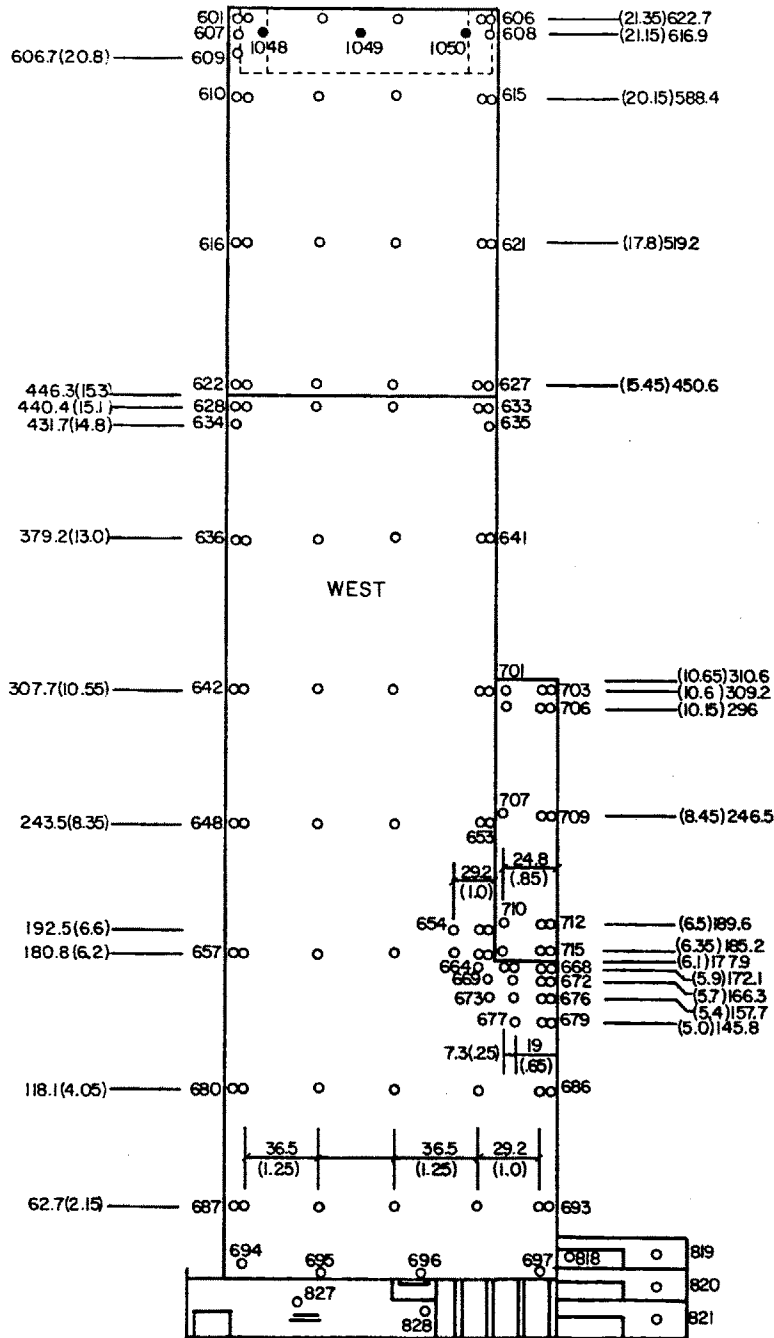 601 606 (21.35)622.7
607 1048 1049 1050 608 (21.15)616.9
606.7(20.8) 609
610 615 (20.15)588.4
616 621 (17.8)519.2
446.3(15.3 622 627 (15.45)450.6
440.4(15.1) 628 633
431.7(14.8) 634 635
379.2(13.0) 636 641
WEST
701 (10.65)310.6
307.7(10.55) 642 703 (10.6)309.2
706 (10.15)296
707
243.5(8.35) 648 653 709 (8.45)246.5
24.8
(.85)
29.2
(1.0)
710
192.5(6.6) 654 712 (6.5)189.6
180.8(6.2) 657 715 (6.35)185.2
(6.1)177.9
664 668 (5.9)172.1
669 672 (5.7)166.3
673 676 (5.4)157.7
677 679 (5.0)145.8
7.3(.25) 19
(.65)
118.1(4.05) 680 686
36.5 36.5 29.2
(1.25) (1.25) (1.0)
62.7(2.15) 687 693
694 695 696 697 818 819
820
827
828 821